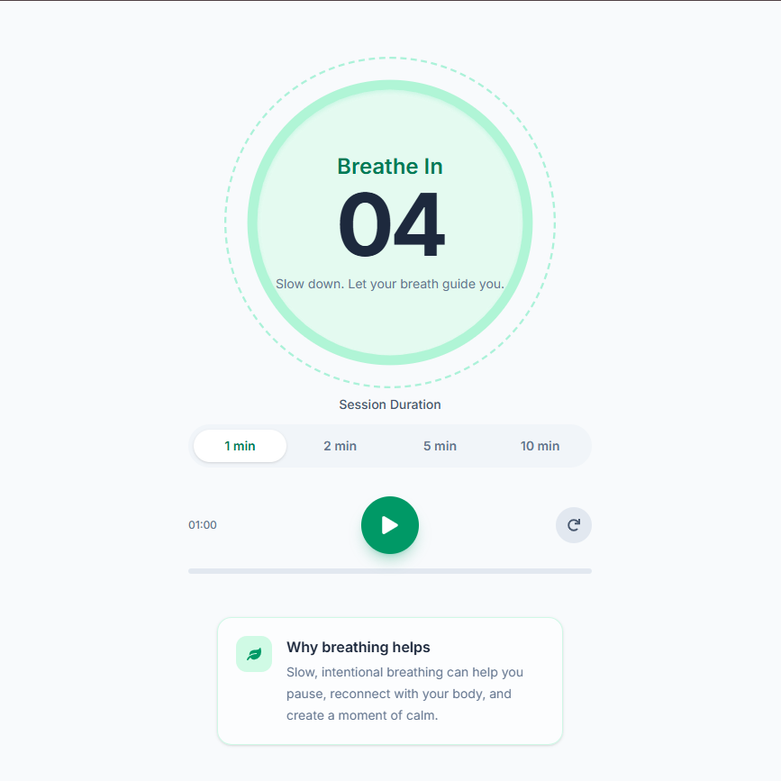 Breathe In
04
Slow down. Let your breath guide you.
Session Duration
1 min 2 min 5 min 10 min
01:00
Why breathing helps
Slow, intentional breathing can help you
pause, reconnect with your body, and
create a moment of calm.